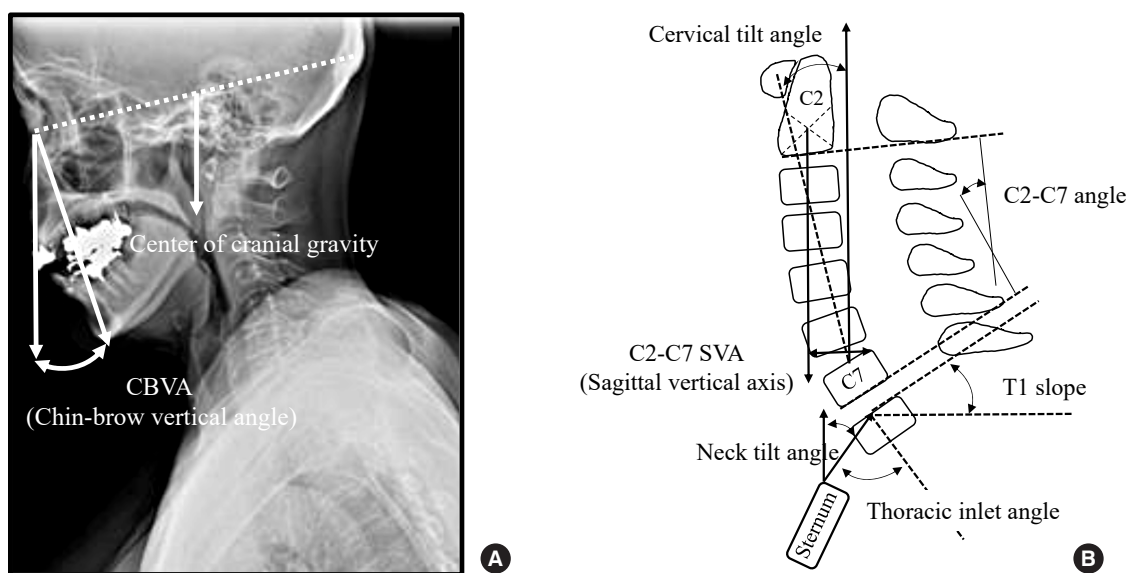 Center of cranial gravity
CBVA
(Chin-brow vertical angle)
A
Cervical tilt angle
C2
C2-C7 angle
C2-C7 SVA
(Sagittal vertical axis)
C7
T1 slope
Neck tilt angle
Thoracic inlet angle
Sternum
B